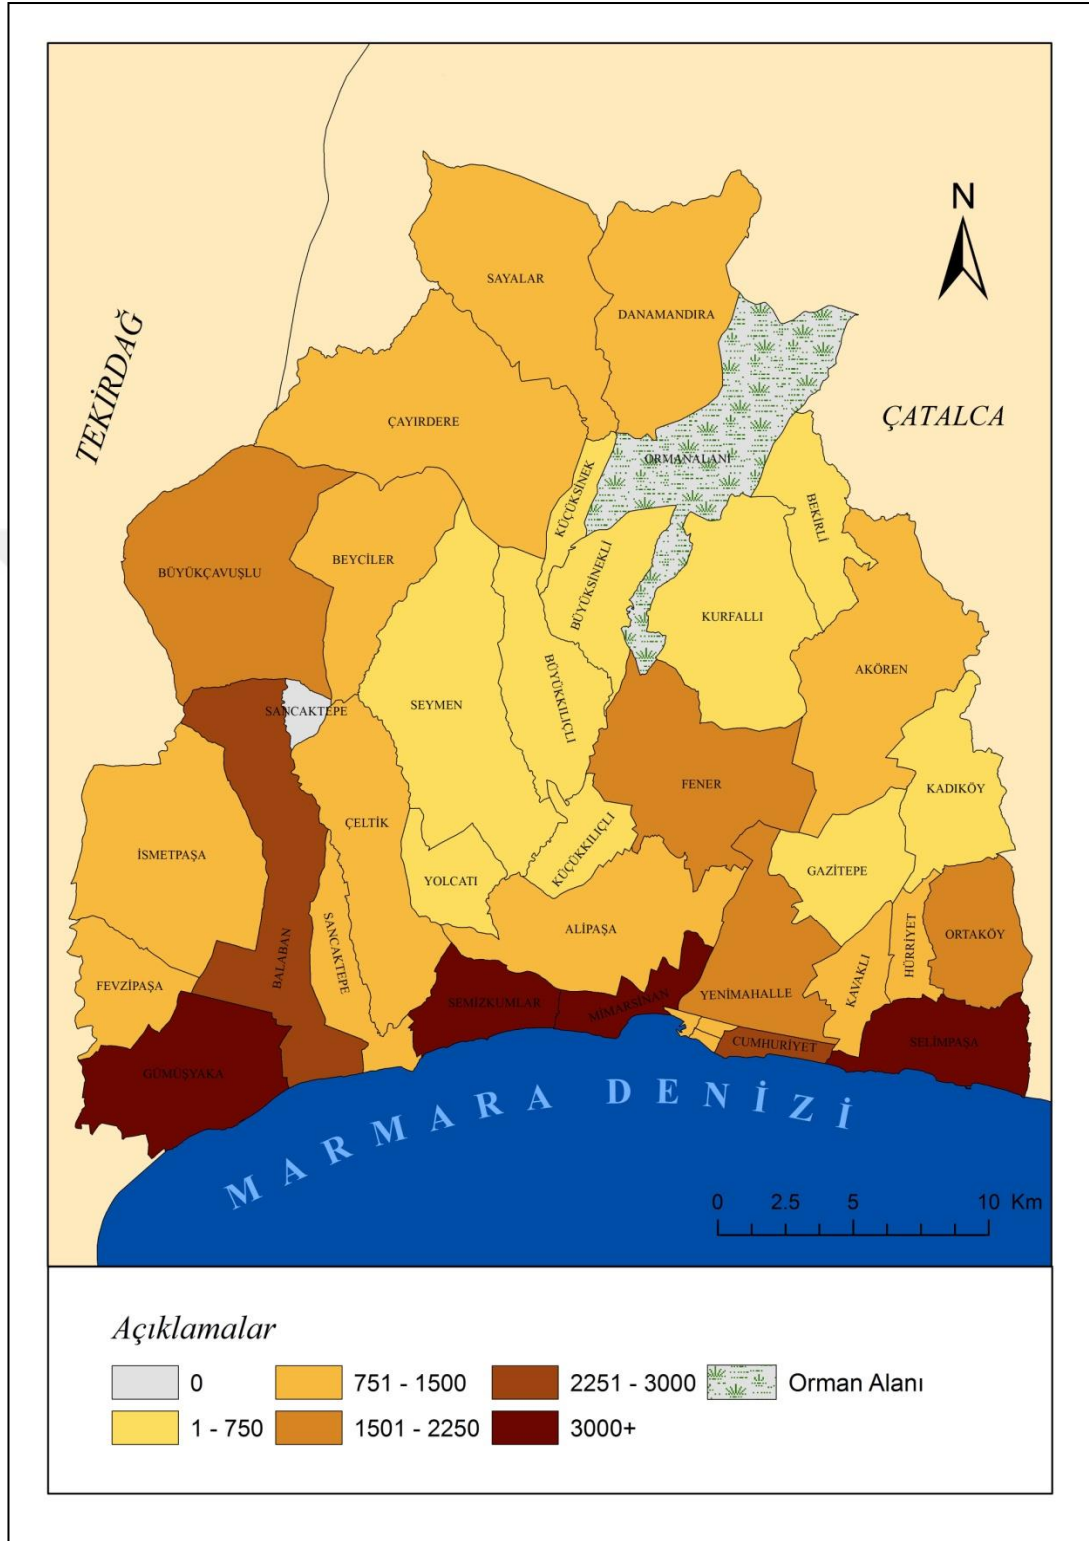 N
TEKİRDAĞ
ÇATALCA
SAYALAR
DANAMANDIRA
ÇAYIRDERE
ORMANALANI
KÜÇÜKSİNEK
BEKİRLİ
BÜYÜKÇAVUŞLU
BEYCİLER
BÜYÜKSİNEKLİ
KURFALLI
AKÖREN
BÜYÜKKILIÇLI
SEYMEN
SANCAKTEPE
FENER
KADIKÖY
ÇELTİK
İSMETPAŞA
KÜÇÜKKILIÇLI
GAZİTEPE
YOLCATI
ALİPAŞA
SANCAKTEPE
BALABAN
HÜRRİYET
ORTAKÖY
KAVAKLI
FEVZİPAŞA
YENİMAHALLE
SEMİZKUMLAR
MİMARSİNAN
CUMHURİYET
SELİMPAŞA
GÜMÜŞYAKA
MARMARA DENİZİ
0 2.5 5 10 Km
Açıklamalar
0 751 - 1500 2251 - 3000 Orman Alanı
1 - 750 1501 - 2250 3000+